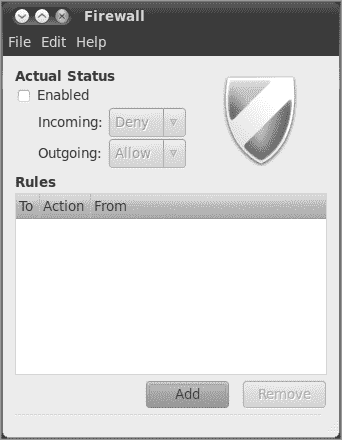 Firewall
File Edit Help
Actual Status
Enabled
Incoming: Deny
Outgoing: Allow
Rules
To Action From
Add Remove